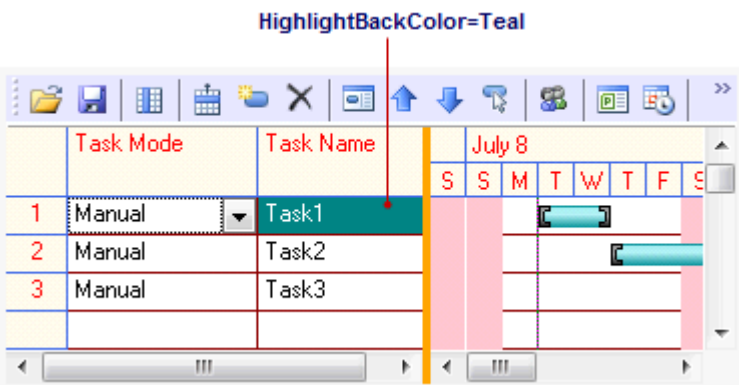 HighlightBackColor=Teal
Task Mode Task Name July 8
S S M T W T F S
1 Manual Task1
2 Manual Task2
3 Manual Task3